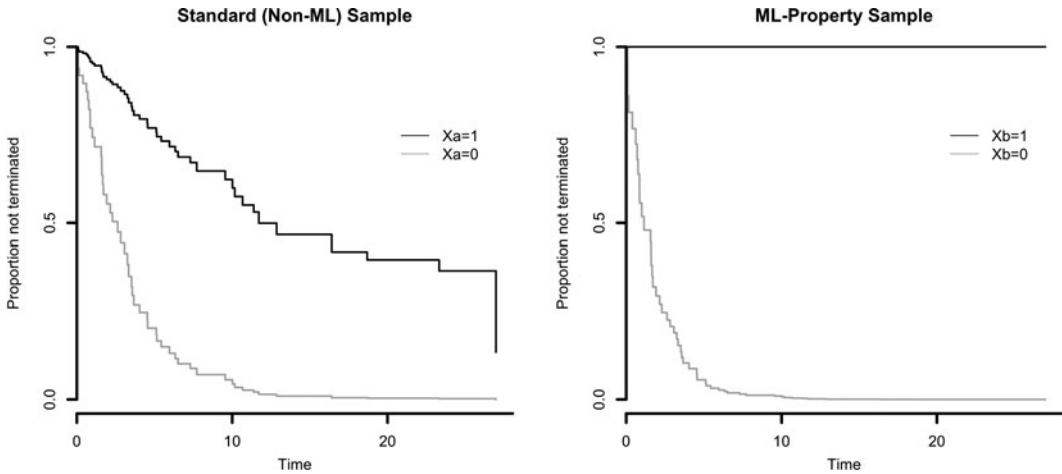 Standard (Non-ML) Sample
Proportion not terminated
1.0
0.5
0.0
Xa=1
Xa=0
0
10
20
Time
ML-Property Sample
Proportion not terminated
1.0
0.5
0.0
Xb=1
Xb=0
0
10
20
Time